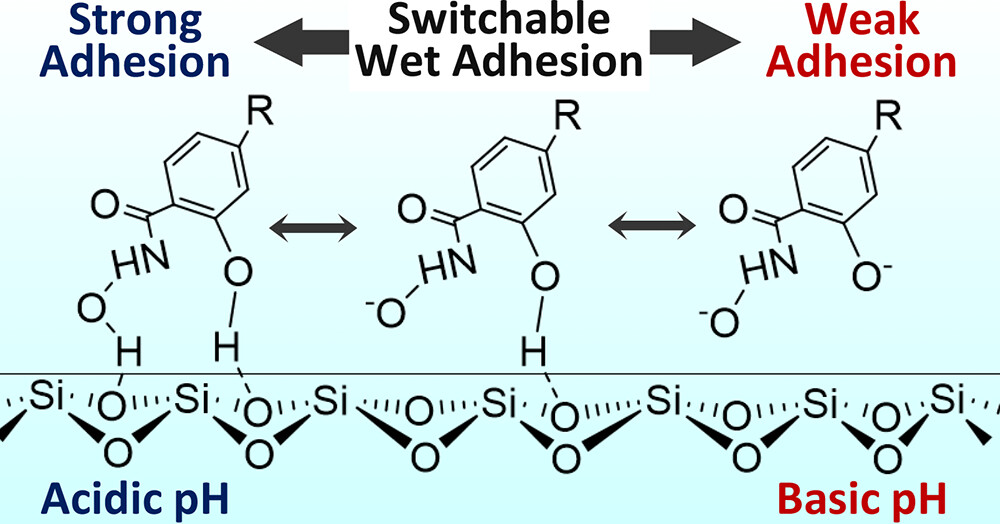 Strong
Adhesion
Switchable
Wet Adhesion
Weak
Adhesion
R
O
HN
O
O
H
H
R
O
HN
-O
O
H
R
O
HN
-O
O-
Si O Si O Si O Si O Si O Si O Si
O O O O O O
Acidic pH
Basic pH